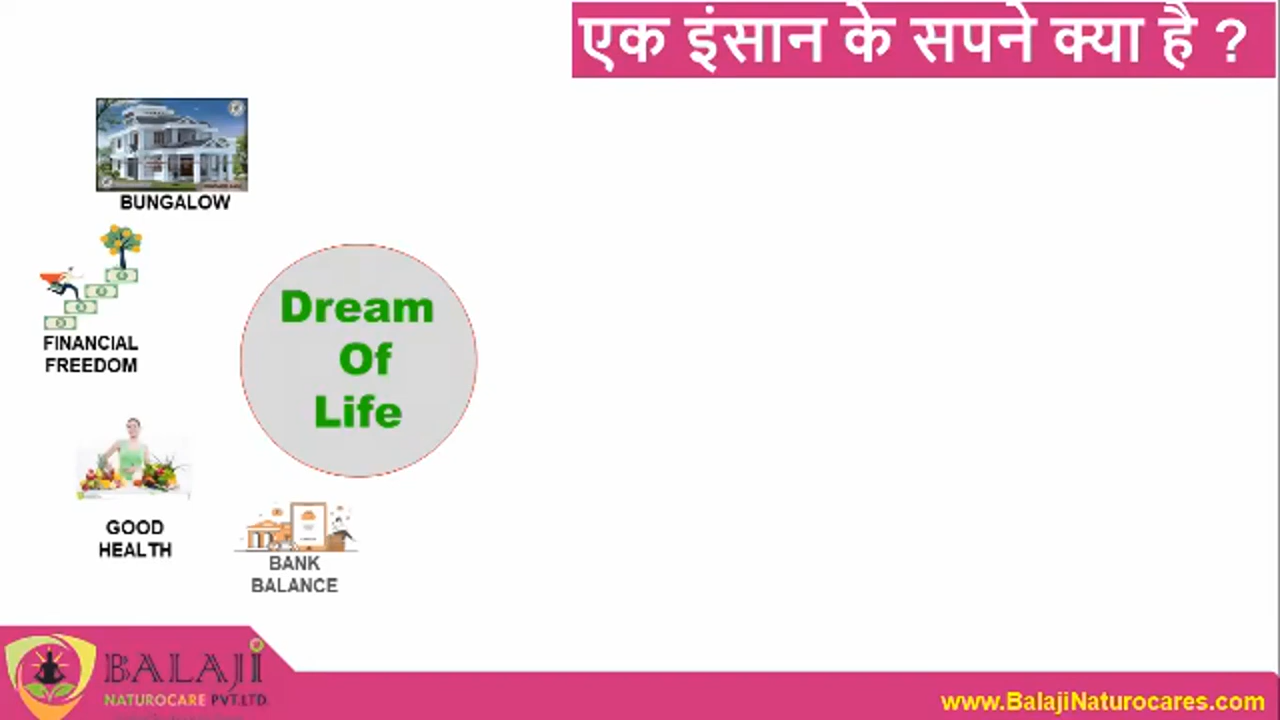 एक इंसान के सपने क्या है ?
BUNGALOW
FINANCIAL
FREEDOM
Dream
Of
Life
GOOD
HEALTH
BANK
BALANCE
BALAJI
NATUROCARE PVT.LTD.
www.BalajiNaturocares.com